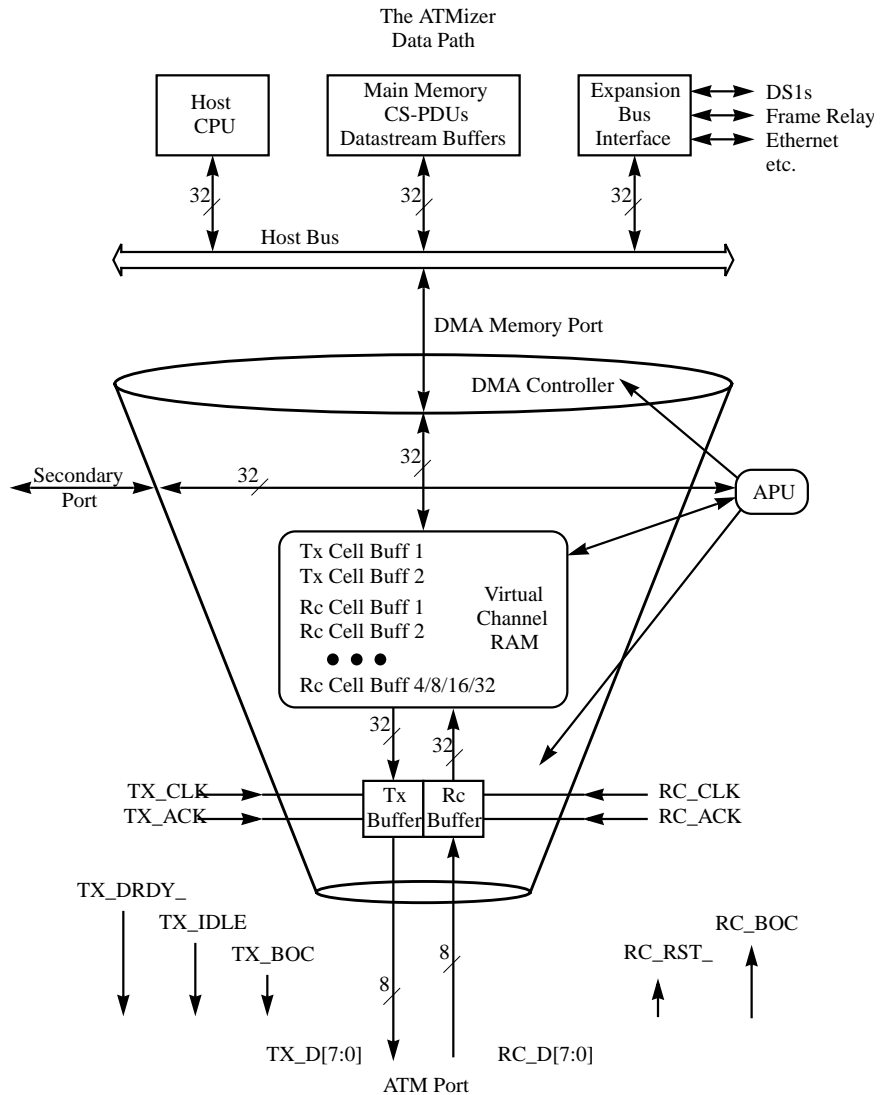 The ATMizer
Data Path
Host
CPU
Main Memory
CS-PDUs
Datastream Buffers
Expansion
Bus
Interface
DS1s
Frame Relay
Ethernet
etc.
32
32
32
Host Bus
DMA Memory Port
DMA Controller
32
Secondary
Port
32
APU
Tx Cell Buff 1
Tx Cell Buff 2
Rc Cell Buff 1
Rc Cell Buff 2
Rc Cell Buff 4/8/16/32
Virtual
Channel
RAM
32
32
TX_CLK
TX_ACK
Tx
Buffer
Rc
Buffer
RC_CLK
RC_ACK
TX_DRDY_
TX_IDLE
TX_BOC
8
8
RC_RST_
RC_BOC
TX_D[7:0]
RC_D[7:0]
ATM Port